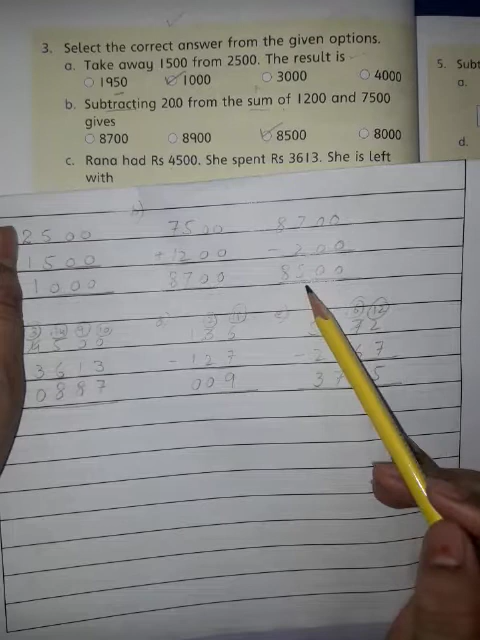 3. Select the correct answer from the given options.
a. Take away 1500 from 2500. The result is
1950 1000 3000 4000
b. Subtracting 200 from the sum of 1200 and 7500
gives
8700 8900 8500 8000
c. Rana had Rs 4500. She spent Rs 3613. She is left
with
5. Subt
a.
d.
2500
1500
1000
7500
+1200
8700
8700
- 200
8500
4500
3613
0887
136
- 127
009